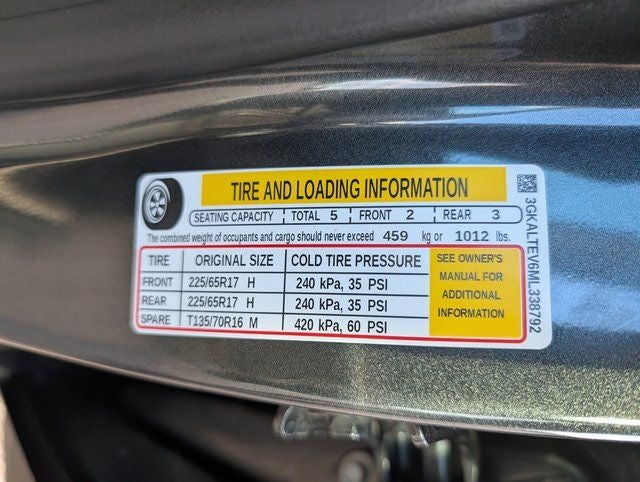 TIRE AND LOADING INFORMATION
SEATING CAPACITY TOTAL 5 FRONT 2 REAR 3
The combined weight of occupants and cargo should never exceed 459 kg or 1012 lbs.
TIRE ORIGINAL SIZE COLD TIRE PRESSURE
FRONT 225/65R17 H 240 kPa, 35 PSI
REAR 225/65R17 H 240 kPa, 35 PSI
SPARE T135/70R16 M 420 kPa, 60 PSI
SEE OWNER'S
MANUAL FOR
ADDITIONAL
INFORMATION
3GKALTEV6ML338792